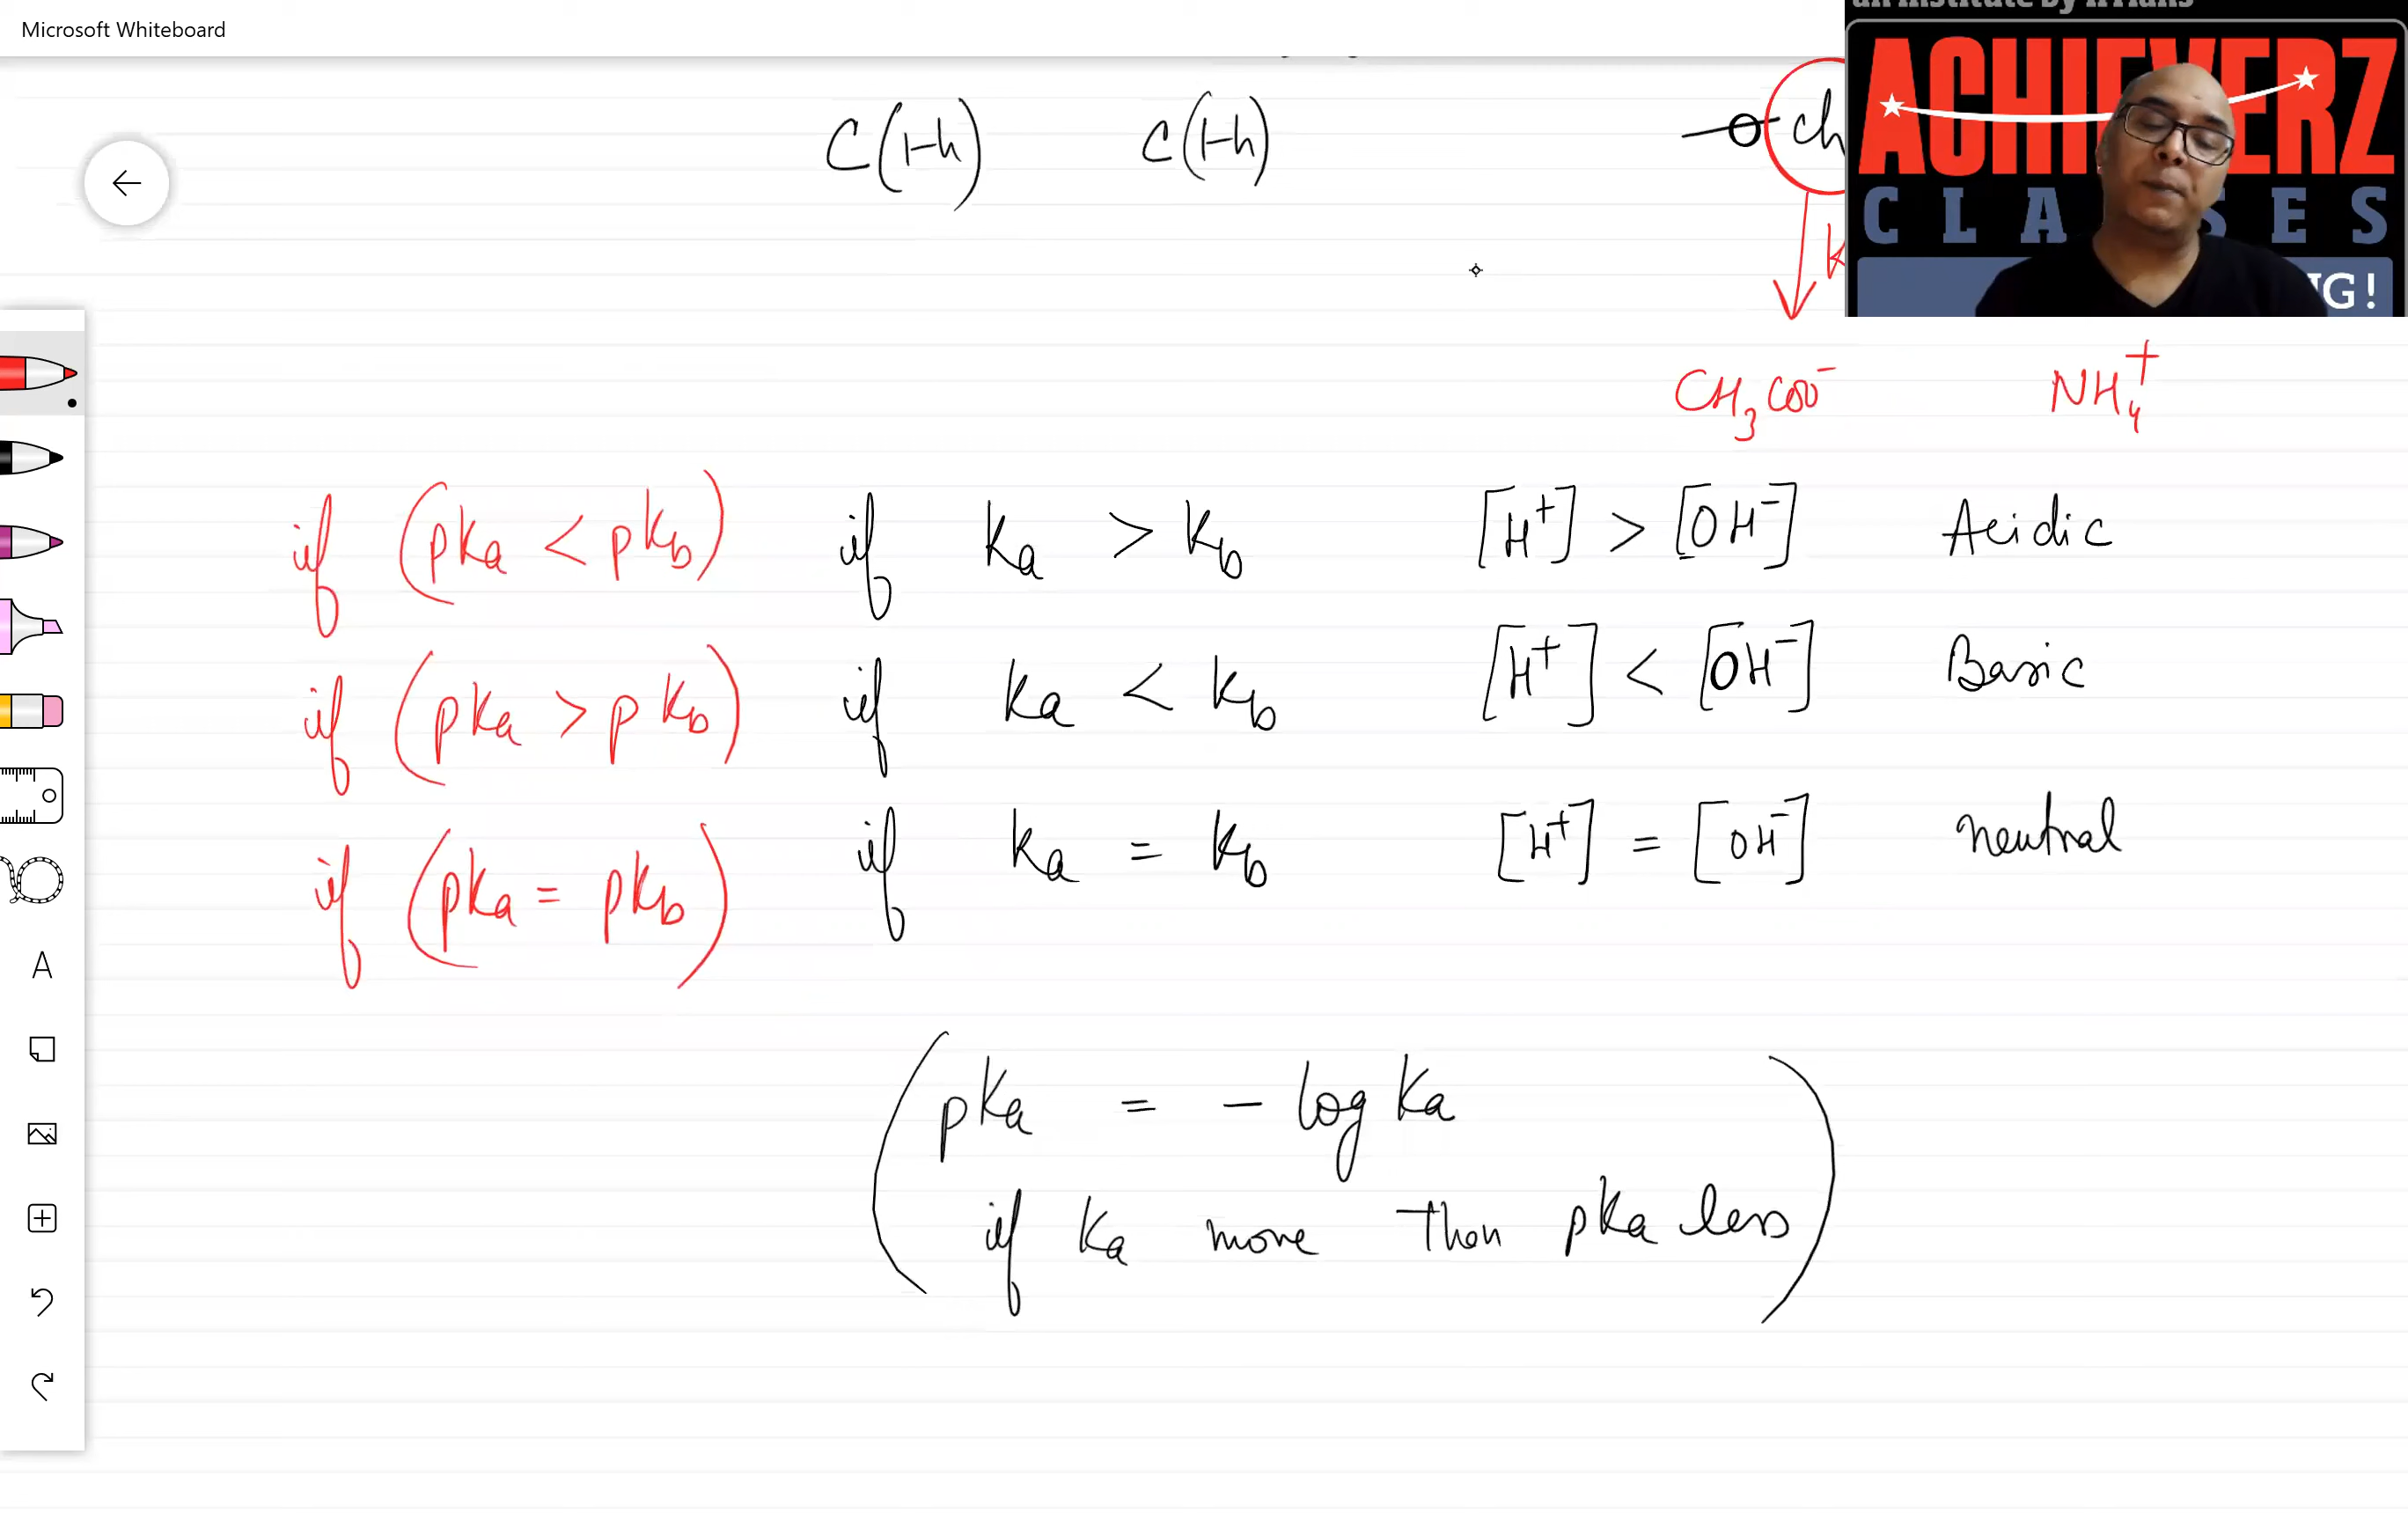 Microsoft Whiteboard
ACHIEVERZ
CLASSES
NG!
C(1-h) C(1-h) ch
K
CH₃COO⁻ NH₄⁺
if (pKa < pKb) if Ka > Kb [H⁺] > [OH⁻] Acidic
if (pKa > pKb) if Ka < Kb [H⁺] < [OH⁻] Basic
if (pKa = pKb) if Ka = Kb [H⁺] = [OH⁻] neutral
(pKa = - log Ka
if Ka more than pKa less)
A